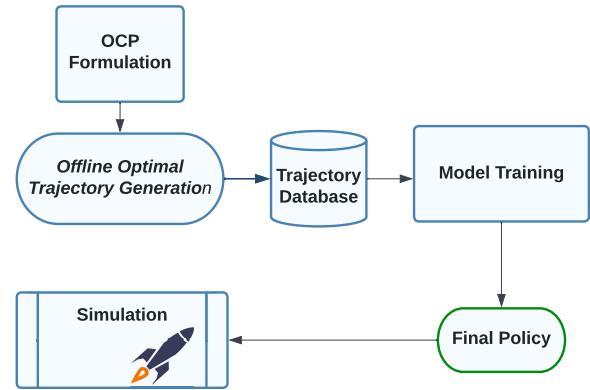 OCP
Formulation
Offline Optimal
Trajectory Generation
Trajectory
Database
Model Training
Simulation
Final Policy